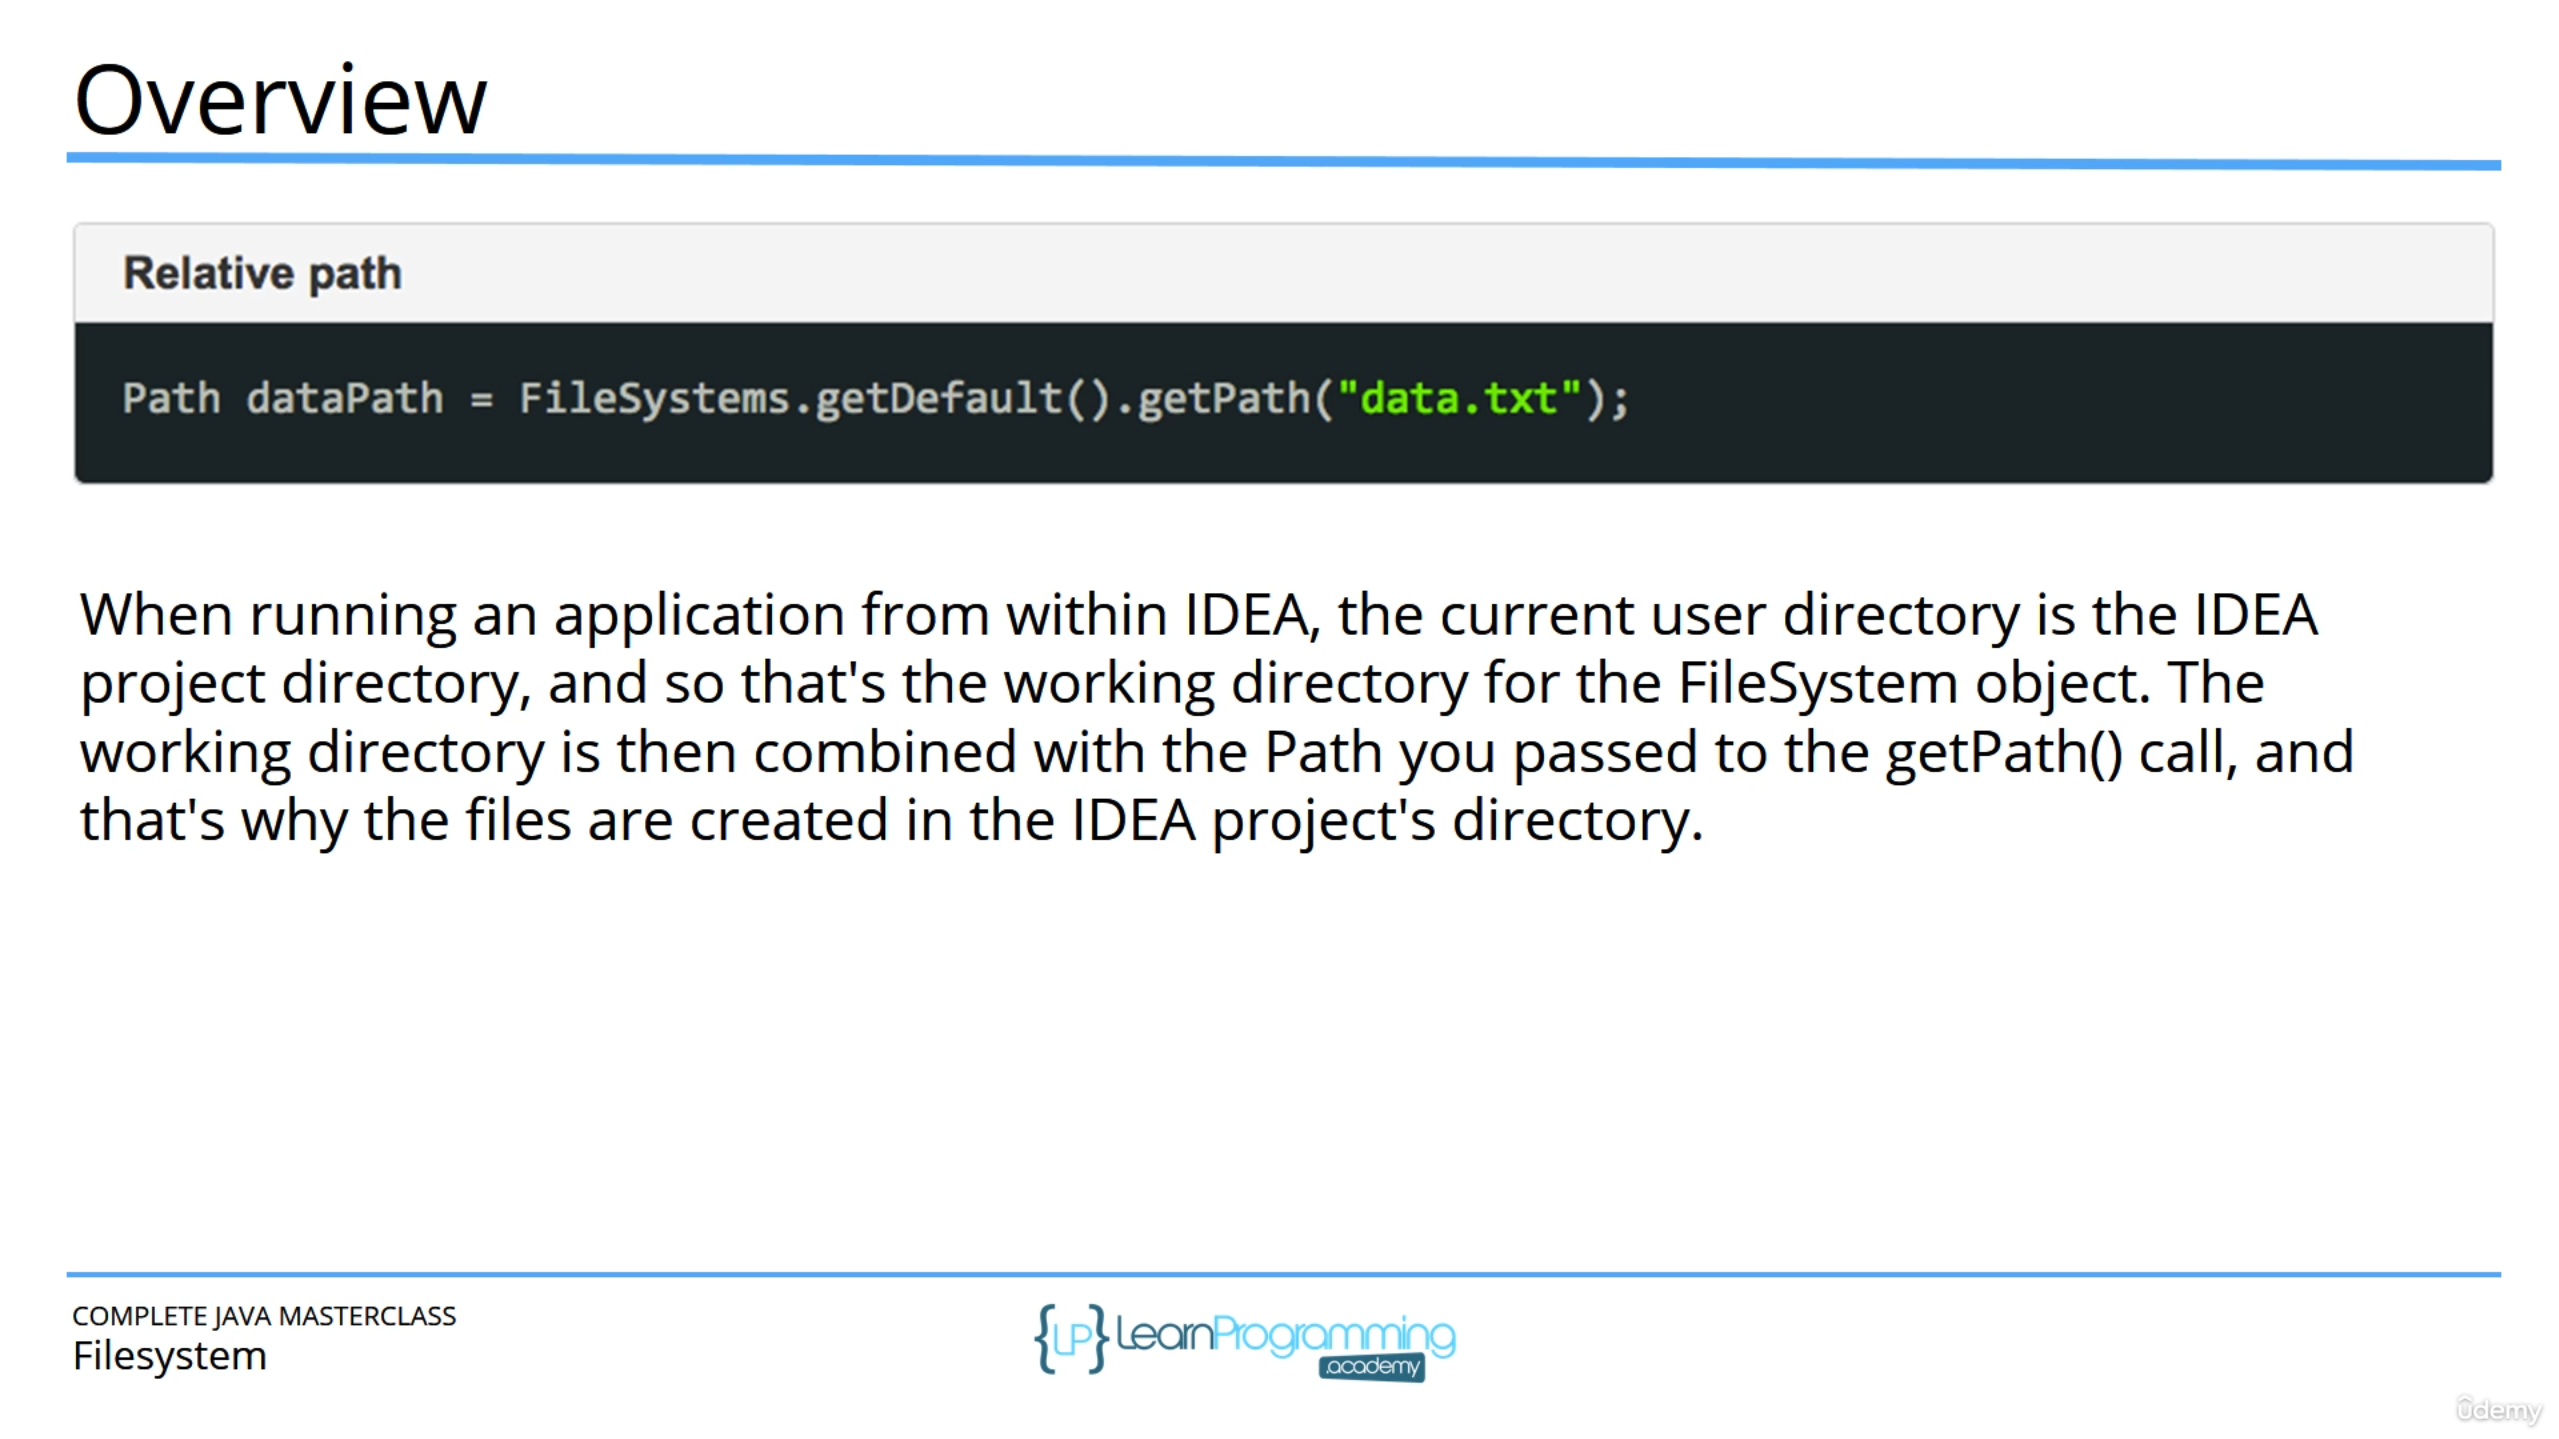 Overview
Relative path
Path dataPath = FileSystems.getDefault().getPath("data.txt");
When running an application from within IDEA, the current user directory is the IDEA
project directory, and so that's the working directory for the FileSystem object. The
working directory is then combined with the Path you passed to the getPath() call, and
that's why the files are created in the IDEA project's directory.
COMPLETE JAVA MASTERCLASS
Filesystem
{LP} LearnProgramming
.academy
ûdemy